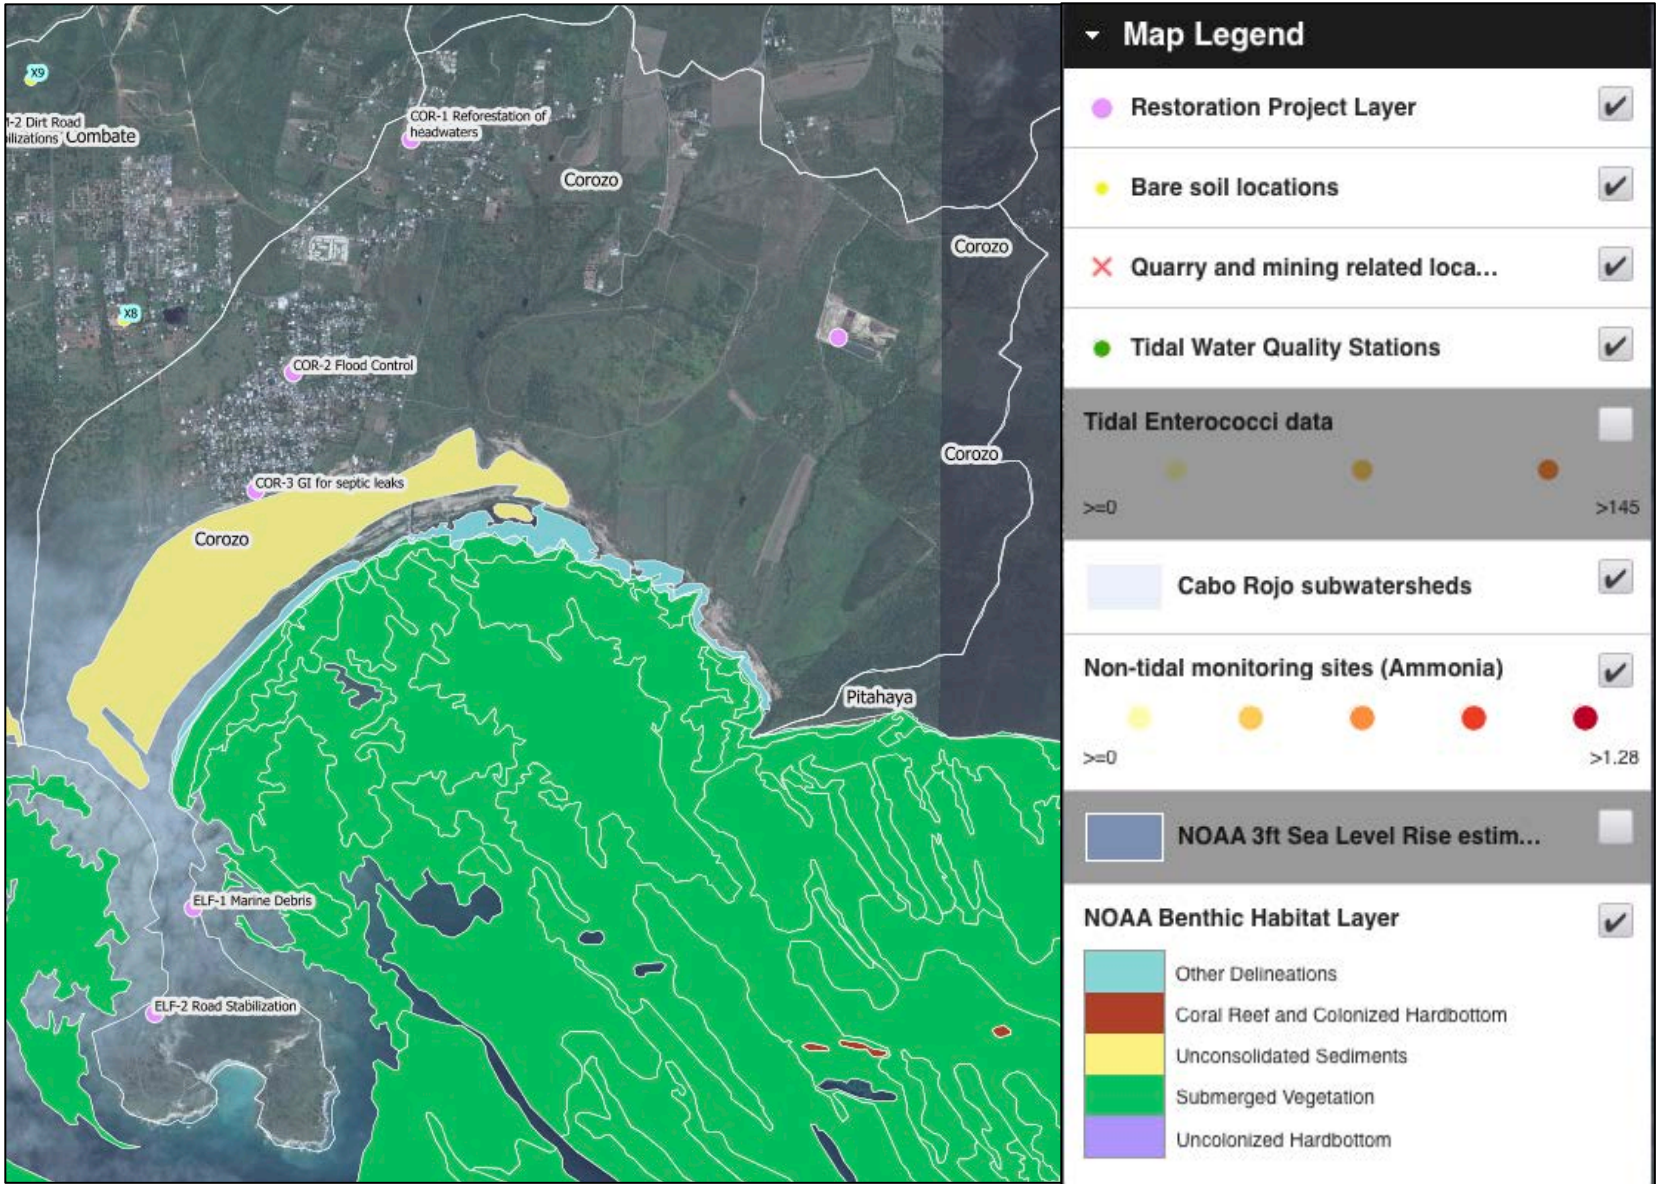 X9
M-2 Dirt Road
ilizations
Combate
COR-1 Reforestation of
headwaters
Corozo
Corozo
X8
COR-2 Flood Control
Corozo
COR-3 GI for septic leaks
Corozo
Pitahaya
ELF-1 Marine Debris
ELF-2 Road Stabilization
Map Legend
Restoration Project Layer
Bare soil locations
Quarry and mining related loca...
Tidal Water Quality Stations
Tidal Enterococci data
>=0 >145
Cabo Rojo subwatersheds
Non-tidal monitoring sites (Ammonia)
>=0 >1.28
NOAA 3ft Sea Level Rise estim...
NOAA Benthic Habitat Layer
Other Delineations
Coral Reef and Colonized Hardbottom
Unconsolidated Sediments
Submerged Vegetation
Uncolonized Hardbottom